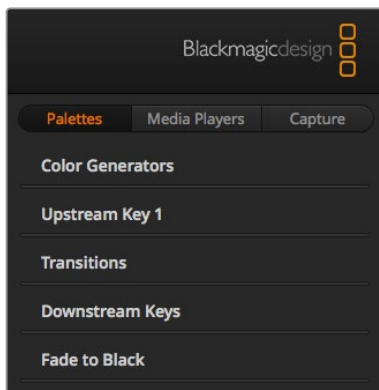 Blackmagicdesign
Palettes Media Players Capture
Color Generators
Upstream Key 1
Transitions
Downstream Keys
Fade to Black